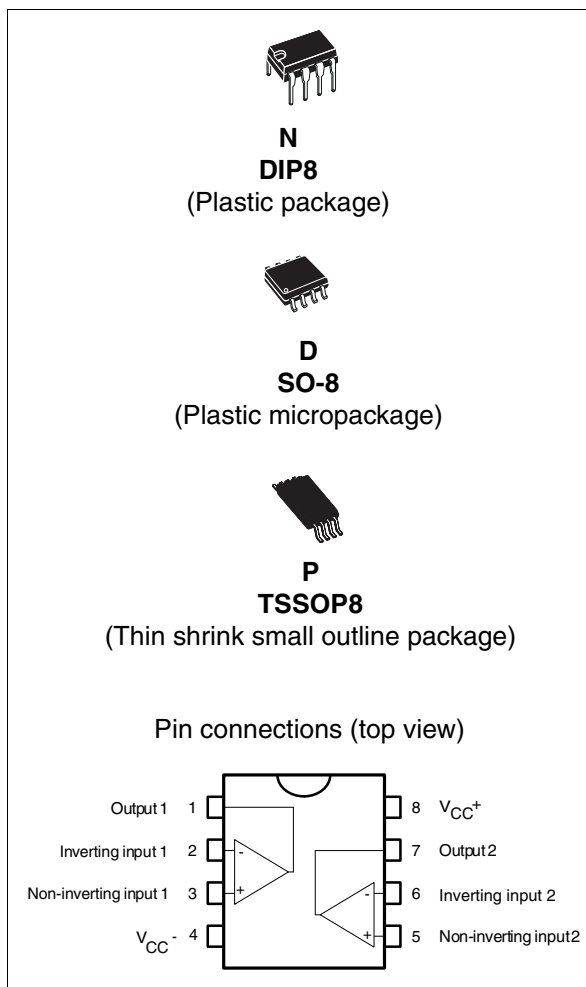 N
DIP8
(Plastic package)
D
SO-8
(Plastic micropackage)
P
TSSOP8
(Thin shrink small outline package)
Pin connections (top view)
Output 1 1 8 VCC+
Inverting input 1 2 - 7 Output 2
Non-inverting input 1 3 + - 6 Inverting input 2
VCC- 4 + 5 Non-inverting input 2